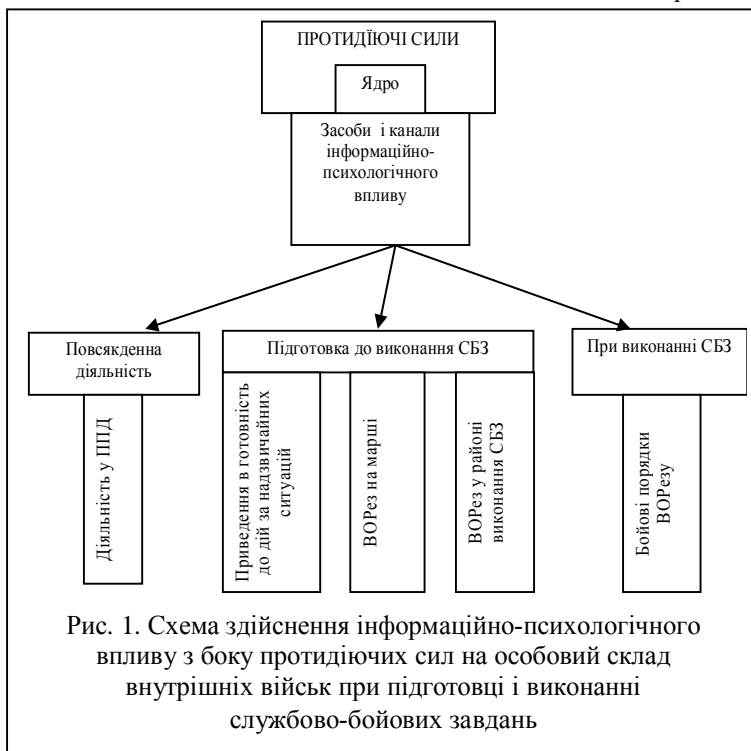 ПРОТИДІЮЧІ СИЛИ
Ядро
Засоби і канали
інформаційно-
психологічного
впливу
Повсякденна
діяльність
Діяльність у ППД
Підготовка до виконання СБЗ
Приведення в готовність
до дій за надзвичайних
ситуацій
ВОРез на марші
ВОРез у районі
виконання СБЗ
При виконанні СБЗ
Бойові порядки
ВОРезу
Рис. 1. Схема здійснення інформаційно-психологічного
впливу з боку протидіючих сил на особовий склад
внутрішніх військ при підготовці і виконанні
службово-бойових завдань